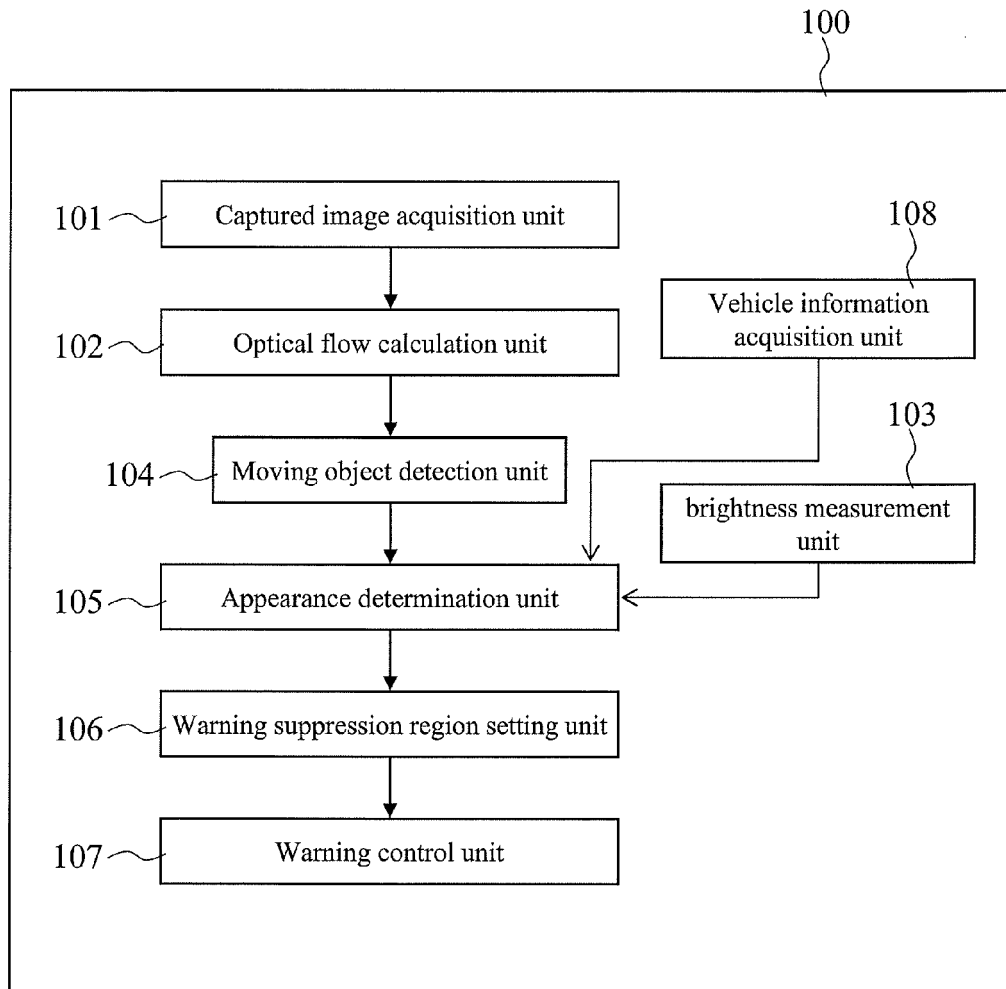 100
101
Captured image acquisition unit
108
Vehicle information
acquisition unit
102
Optical flow calculation unit
103
104
Moving object detection unit
brightness measurement
unit
105
Appearance determination unit
106
Warning suppression region setting unit
107
Warning control unit